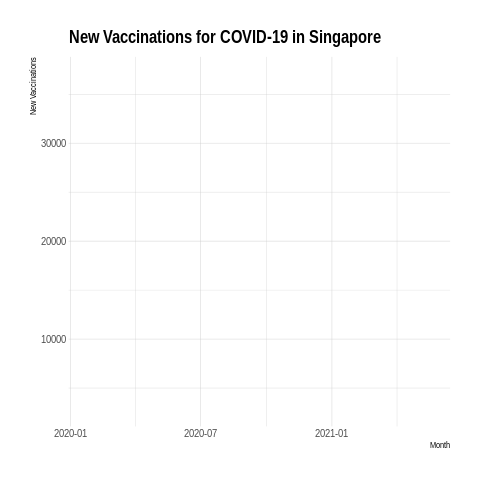 New Vaccinations for COVID-19 in Singapore
New Vaccinations
30000
20000
10000
2020-01
2020-07
2021-01
Month